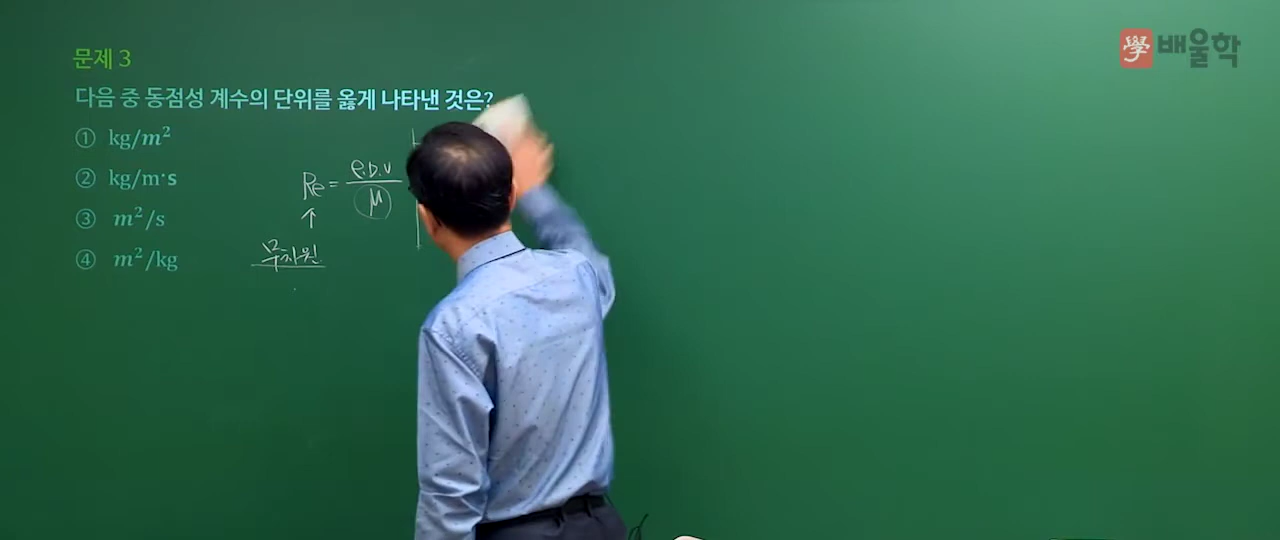 문제 3
다음 중 동점성 계수의 단위를 옳게 나타낸 것은?
① kg/m²
② kg/m·s
③ m²/s
④ m²/kg
Re = ρ.D.u / μ
↑
무차원
學 배울학